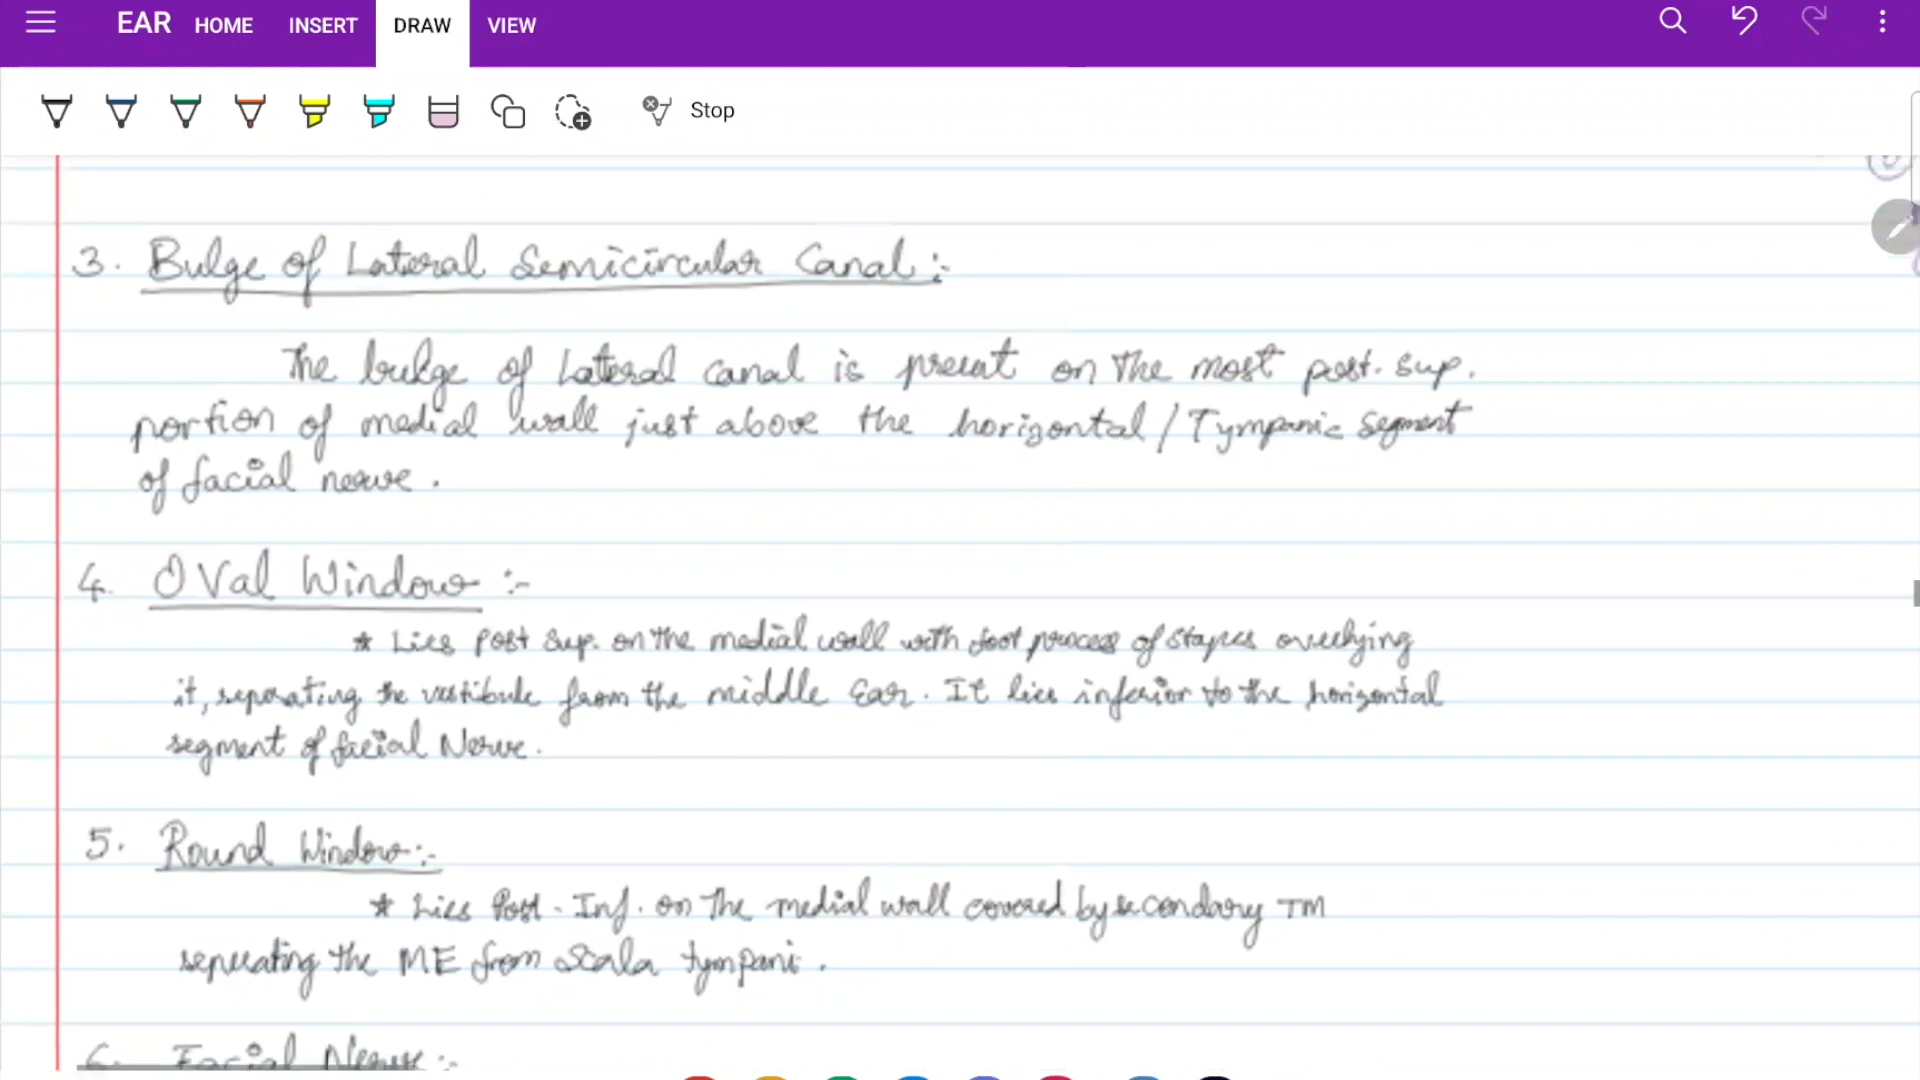 EAR HOME INSERT DRAW VIEW
Stop
3. Bulge of Lateral Semicircular Canal :-
The bulge of Lateral canal is present on The most post. sup.
portion of medial wall just above the horizontal / Tympanic segment
of facial nerve.
4. Oval Window :-
* Lies post sup. on the medial wall with foot process of stapes overlying
it, seperating the vestibule from the middle Ear. It lies inferior to the horizontal
segment of facial Nerve.
5. Round Window :-
* Lies Post - Inf. on The medial wall covered by secondary TM
seperating the ME from Scala tympani.
6. Facial Nerve :-